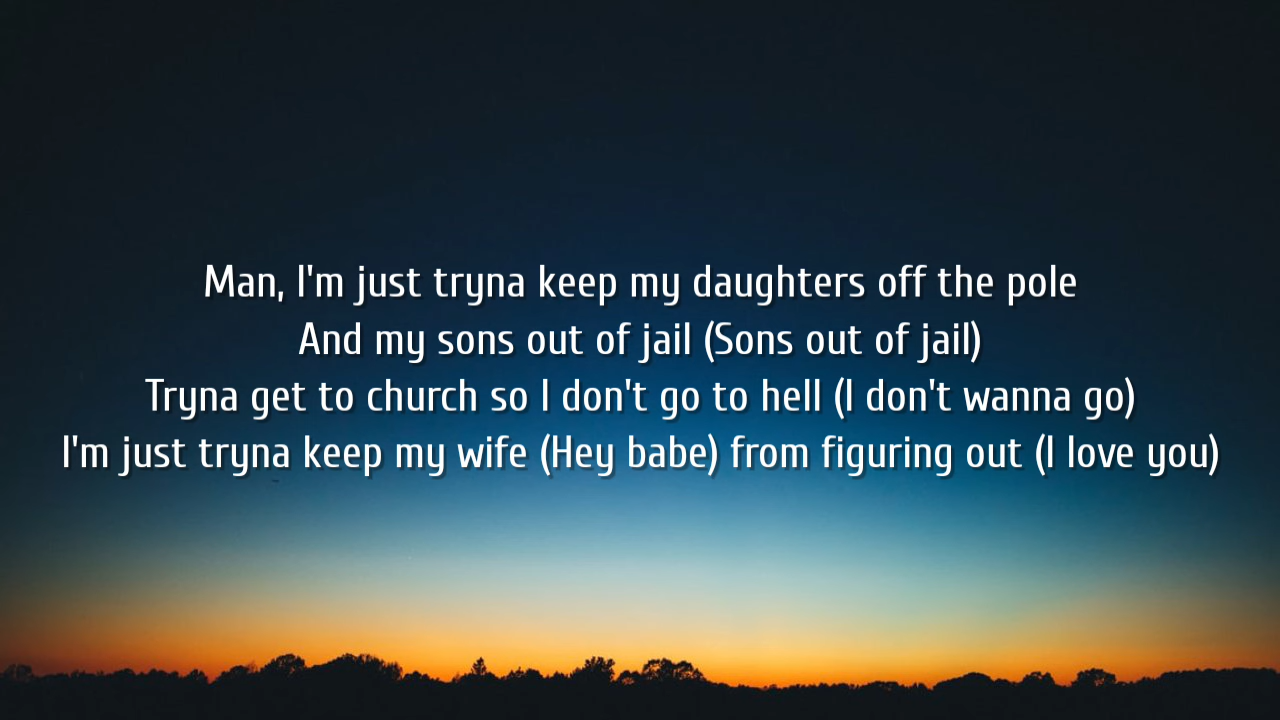 Man, I'm just tryna keep my daughters off the pole
And my sons out of jail (Sons out of jail)
Tryna get to church so I don't go to hell (I don't wanna go)
I'm just tryna keep my wife (Hey babe) from figuring out (I love you)